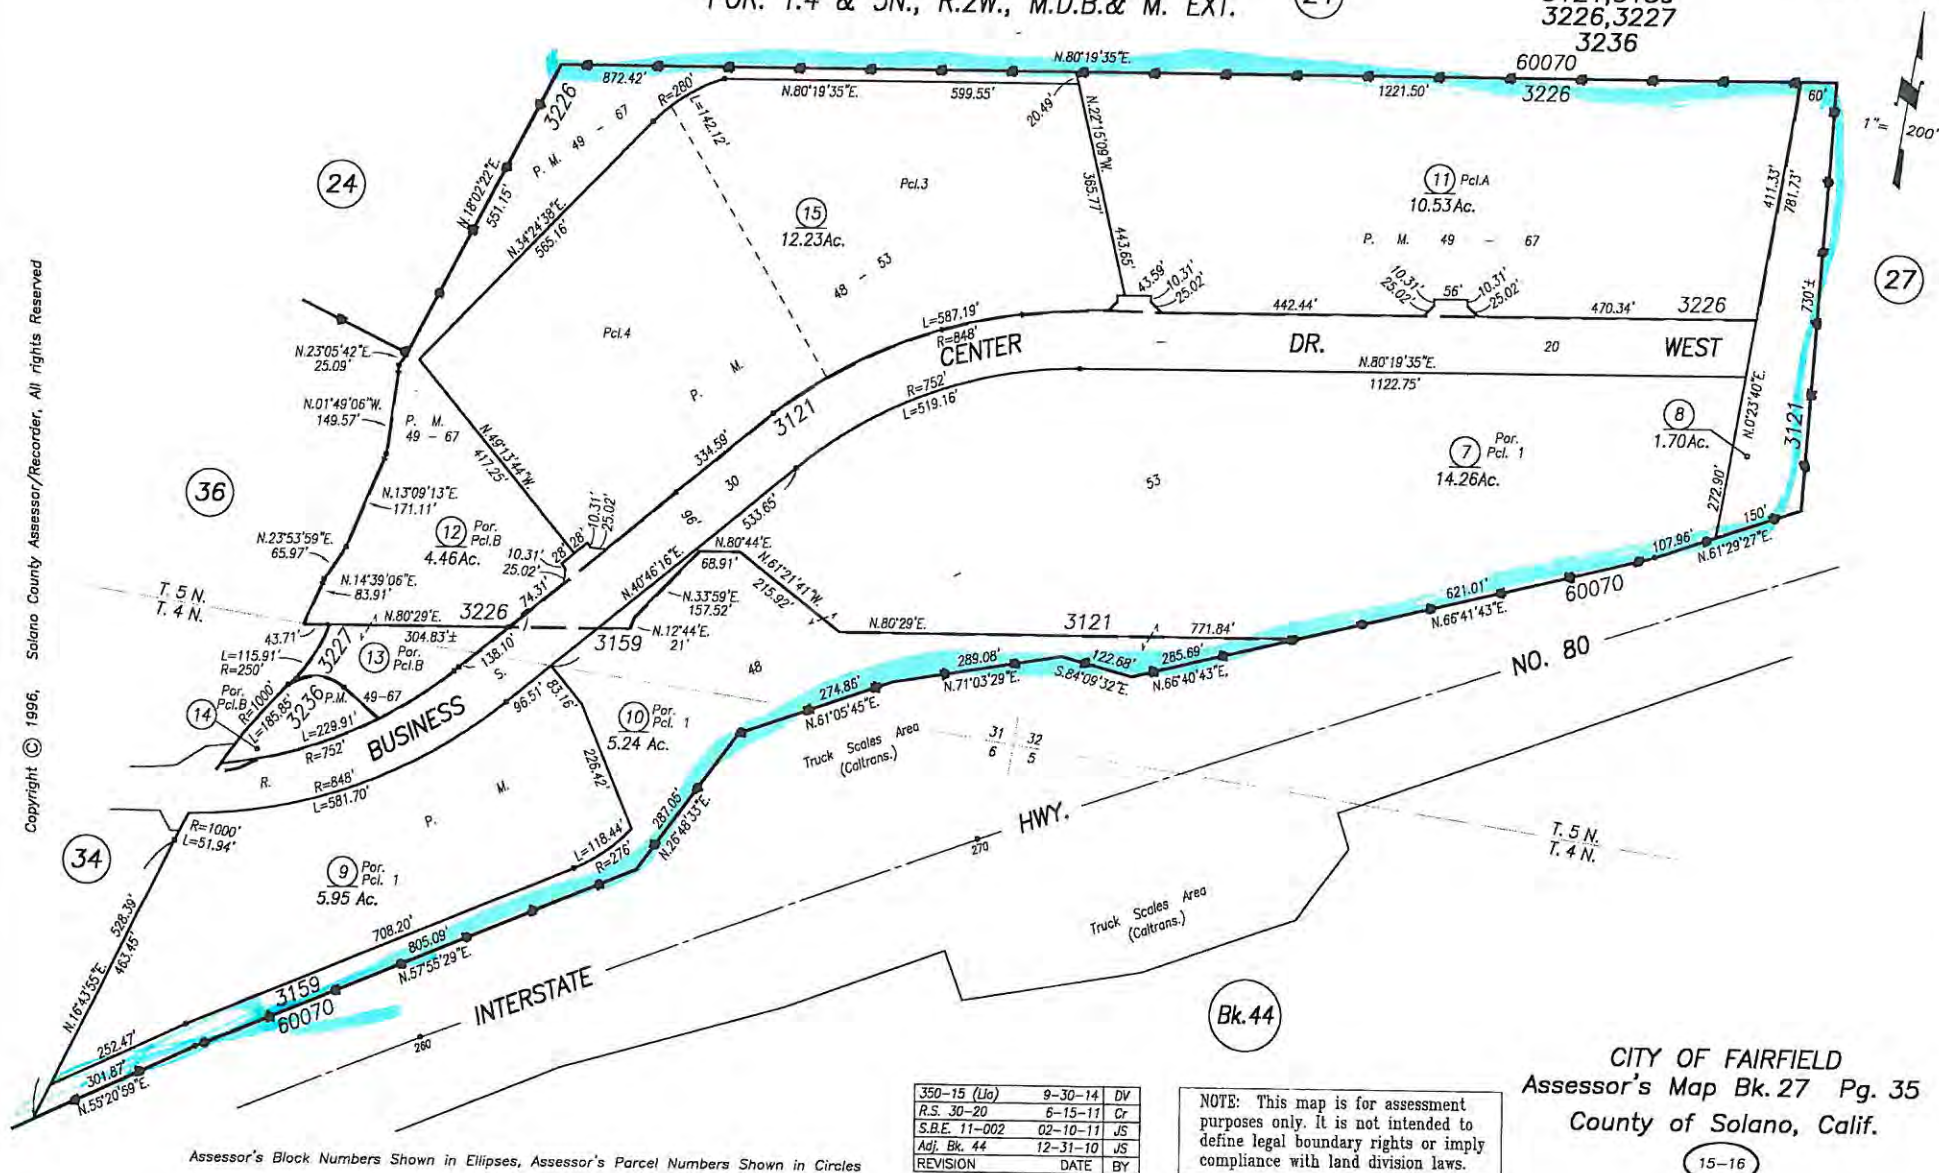 POR. T.4 & 5N., R.2W., M.D.B.& M. EXT.
3226,3227
3236
60070
N.80°19'35"E.
872.42'
3226
R=280'
L=142.12'
N.80°19'35"E.
599.55'
20.49'
1221.50'
3226
60'
1"= 200'
24
N.18°02'22"E.
551.15'
P. M. 49 - 67
N.34°24'38"E.
565.16'
Pcl.3
15
12.23Ac.
48 - 53
N.22°15'09"W.
365.77'
443.65'
11 Pcl.A
10.53Ac.
P. M. 49 - 67
411.33'
781.73'
730'±
27
43.59'
10.31'
25.02'
442.44'
10.31'
25.02'
56'
10.31'
25.02'
470.34'
3226
Pcl.4
P. M.
L=587.19'
R=848'
CENTER - DR. 20 WEST
N.80°19'35"E.
1122.75'
R=752'
L=519.16'
N.23°05'42"E.
25.09'
N.01°49'06"W.
149.57'
P. M.
49 - 67
N.49°13'44"W.
417.25'
334.59'
3121
N.0°23'40"E.
3121
8
1.70Ac.
7 Por.
Pcl. 1
14.26Ac.
272.90'
53
36
N.13°09'13"E.
171.11'
12 Por.
Pcl.B
4.46Ac.
30
96'
533.65'
10.31'
25.02'
28'
28'
10.31'
25.02'
N.23°53'59"E.
65.97'
N.14°39'06"E.
83.91'
74.31'
N.40°46'16"E.
N.80°44'E.
68.91'
N.61°21'41"W.
215.92'
N.33°59'E.
157.52'
N.12°44'E.
21'
150'
107.96'
N.61°29'27"E.
621.01'
60070
N.66°41'43"E.
T. 5 N.
T. 4 N.
43.71'
N.80°29'E.
304.83'±
3226
3159
N.80°29'E.
3121
771.84'
L=115.91'
R=250'
3227
13 Por.
Pcl.B
138.10'
S.
48
289.08'
N.71°03'29"E.
122.68'
S.84°09'32"E.
285.69'
N.66°40'43"E.
NO. 80
Por.
Pcl.B
14
R=1000'
L=185.85'
3236
P.M. 49-67
L=229.91'
R=752'
R.
BUSINESS
96.51'
83.16'
10 Por.
Pcl. 1
5.24 Ac.
274.86'
N.61°05'45"E.
Truck Scales Area
(Caltrans.)
31 32
6 5
R=848'
L=581.70'
P. M.
226.42'
287.05'
N.26°48'33"E.
HWY.
270
T. 5 N.
T. 4 N.
R=1000'
L=51.94'
34
9 Por.
Pcl. 1
5.95 Ac.
L=118.44'
R=276'
528.39'
463.45'
N.16°43'55"E.
708.20'
805.09'
N.57°55'29"E.
3159
60070
Truck Scales Area
(Caltrans.)
INTERSTATE
260
252.47'
301.87'
N.55°20'59"E.
Bk.44
Copyright © 1996, Solano County Assessor/Recorder, All rights Reserved
Assessor's Block Numbers Shown in Ellipses, Assessor's Parcel Numbers Shown in Circles
350-15 (Lla) 9-30-14 DV
R.S. 30-20 6-15-11 Cr
S.B.E. 11-002 02-10-11 JS
Adj. Bk. 44 12-31-10 JS
REVISION DATE BY
NOTE: This map is for assessment
purposes only. It is not intended to
define legal boundary rights or imply
compliance with land division laws.
CITY OF FAIRFIELD
Assessor's Map Bk. 27 Pg. 35
County of Solano, Calif.
15-16